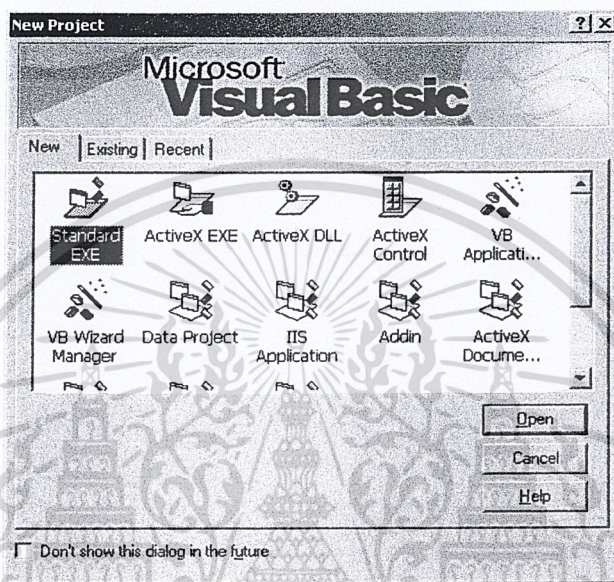 New Project
Microsoft
Visual Basic
New Existing Recent
Standard EXE
ActiveX EXE
ActiveX DLL
ActiveX Control
VB Applicati...
VB Wizard Manager
Data Project
IIS Application
Addin
ActiveX Docume...
Open
Cancel
Help
Don't show this dialog in the future